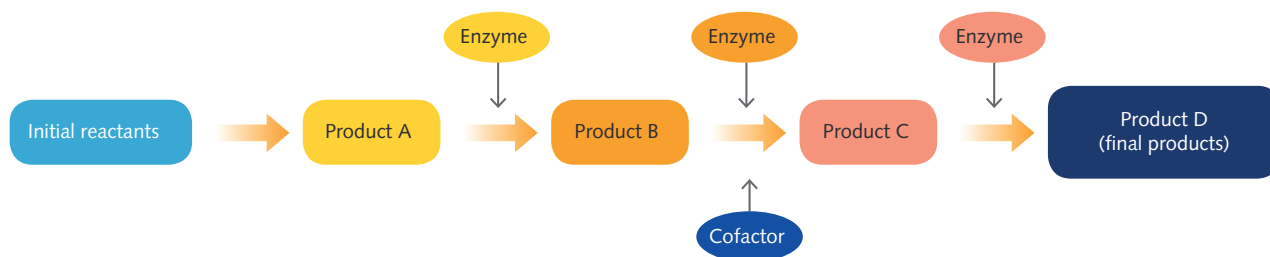 Enzyme
Enzyme
Enzyme
Initial reactants
Product A
Product B
Product C
Product D
(final products)
Cofactor